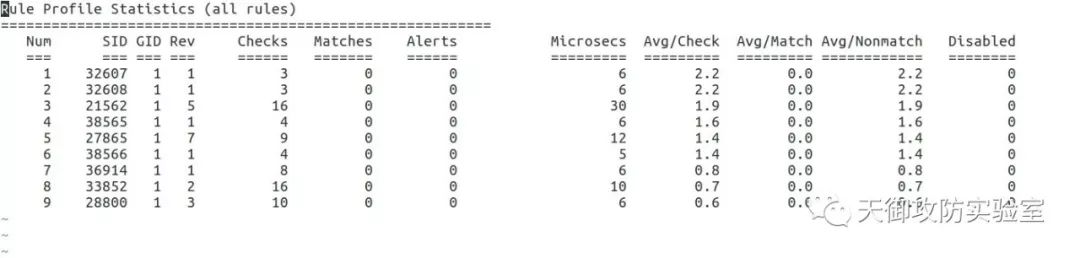 Rule Profile Statistics (all rules)
============================================================
Num SID GID Rev Checks Matches Alerts Microsecs Avg/Check Avg/Match Avg/Nonmatch Disabled
=== === === === ====== ======= ====== ========= ========= ========= ============ ========
1 32607 1 1 3 0 0 6 2.2 0.0 2.2 0
2 32608 1 1 3 0 0 6 2.2 0.0 2.2 0
3 21562 1 5 16 0 0 30 1.9 0.0 1.9 0
4 38565 1 1 4 0 0 6 1.6 0.0 1.6 0
5 27865 1 7 9 0 0 12 1.4 0.0 1.4 0
6 38566 1 1 4 0 0 5 1.4 0.0 1.4 0
7 36914 1 1 8 0 0 6 0.8 0.0 0.8 0
8 33852 1 2 16 0 0 10 0.7 0.0 0.7 0
9 28800 1 3 10 0 0 6 0.6 0.0 0
~
~
~
天御攻防实验室